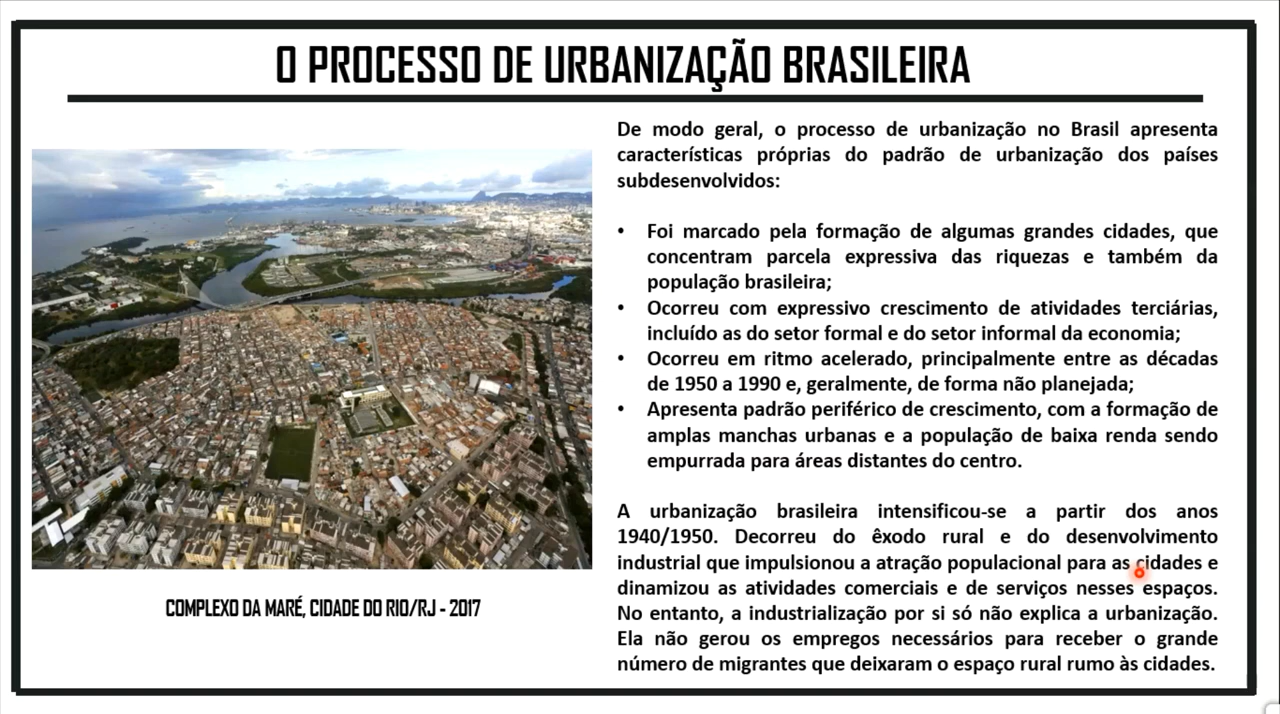 O PROCESSO DE URBANIZAÇÃO BRASILEIRA
De modo geral, o processo de urbanização no Brasil apresenta
características próprias do padrão de urbanização dos países
subdesenvolvidos:
• Foi marcado pela formação de algumas grandes cidades, que
concentram parcela expressiva das riquezas e também da
população brasileira;
• Ocorreu com expressivo crescimento de atividades terciárias,
incluído as do setor formal e do setor informal da economia;
• Ocorreu em ritmo acelerado, principalmente entre as décadas
de 1950 a 1990 e, geralmente, de forma não planejada;
• Apresenta padrão periférico de crescimento, com a formação de
amplas manchas urbanas e a população de baixa renda sendo
empurrada para áreas distantes do centro.
A urbanização brasileira intensificou-se a partir dos anos
1940/1950. Decorreu do êxodo rural e do desenvolvimento
industrial que impulsionou a atração populacional para as cidades e
dinamizou as atividades comerciais e de serviços nesses espaços.
No entanto, a industrialização por si só não explica a urbanização.
Ela não gerou os empregos necessários para receber o grande
número de migrantes que deixaram o espaço rural rumo às cidades.
COMPLEXO DA MARÉ, CIDADE DO RIO/RJ - 2017